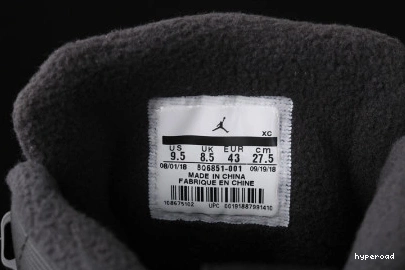 XC
US UK EUR cm
9.5 8.5 43 27.5
08/01/18 806851-001 09/19/18
MADE IN CHINA
FABRIQUE EN CHINE
UPC 00191887091410
hyperoad